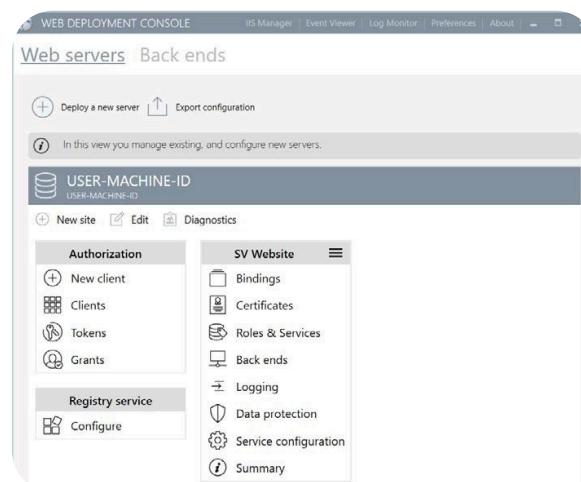 WEB DEPLOYMENT CONSOLE IIS Manager Event Viewer Log Monitor Preferences About
Web servers Back ends
Deploy a new server Export configuration
In this view you manage existing, and configure new servers.
USER-MACHINE-ID
USER-MACHINE-ID
New site Edit Diagnostics
Authorization
New client
Clients
Tokens
Grants
Registry service
Configure
SV Website
Bindings
Certificates
Roles & Services
Back ends
Logging
Data protection
Service configuration
Summary